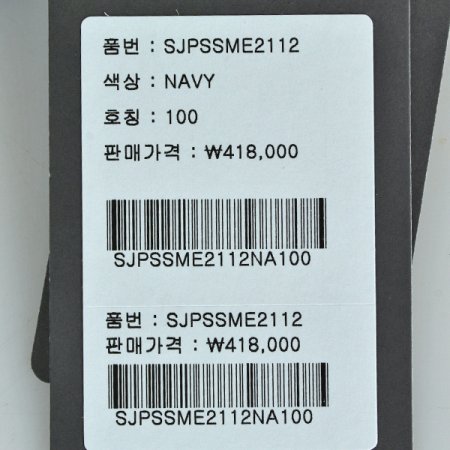 품번 : SJPSSME2112
색상 : NAVY
호칭 : 100
판매가격 : ₩418,000
SJPSSME2112NA100
품번 : SJPSSME2112
판매가격 : ₩418,000
SJPSSME2112NA100